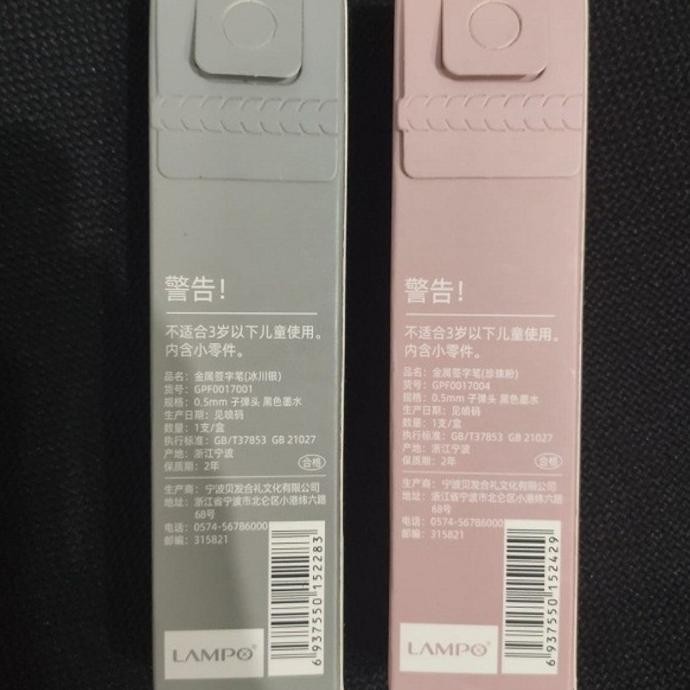 警告！
不适合3岁以下儿童使用。
内含小零件。
品名：金属签字笔(冰川银)
货号：GPF0017001
规格：0.5mm 子弹头 黑色墨水
生产日期：见喷码
数量：1支/盒
执行标准：GB/T37853 GB 21027
产地：浙江宁波
保质期：2年
合格
生产商：宁波贝发合礼文化有限公司
地址：浙江省宁波市北仑区小港纬六路
68号
电话：0574-56786000
邮编：315821
6 937550 152283
LAMPO
警告！
不适合3岁以下儿童使用。
内含小零件。
品名：金属签字笔(珍珠粉)
货号：GPF0017004
规格：0.5mm 子弹头 黑色墨水
生产日期：见喷码
数量：1支/盒
执行标准：GB/T37853 GB 21027
产地：浙江宁波
保质期：2年
合格
生产商：宁波贝发合礼文化有限公司
地址：浙江省宁波市北仑区小港纬六路
68号
电话：0574-56786000
邮编：315821
6 937550 152429
LAMPO